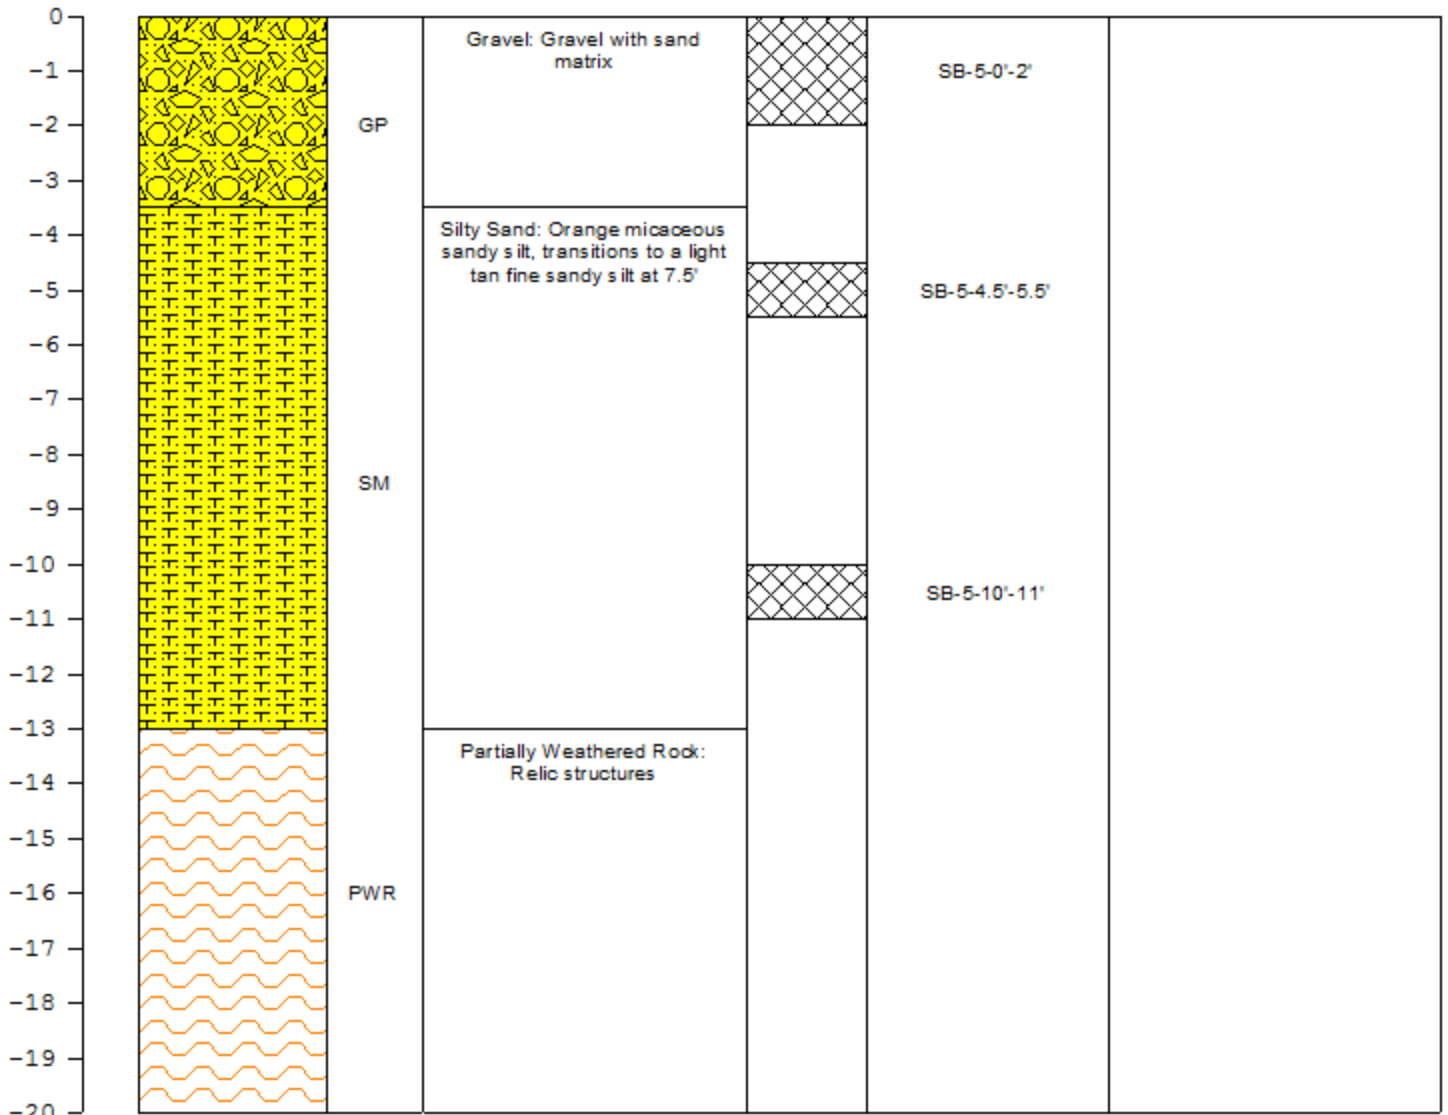 0
-1
-2
-3
-4
-5
-6
-7
-8
-9
-10
-11
-12
-13
-14
-15
-16
-17
-18
-19
-20
GP
SM
PWR
Gravel: Gravel with sand
matrix
Silty Sand: Orange micaceous
sandy silt, transitions to a light
tan fine sandy silt at 7.5'
Partially Weathered Rock:
Relic structures
SB-5-0'-2'
SB-5-4.5'-5.5'
SB-5-10'-11'